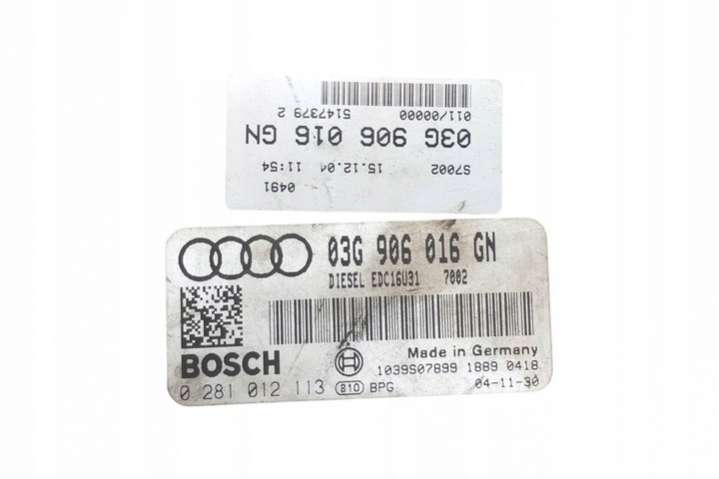 0491
S7002 15.12.04 11:54
03G 906 016 GN
5147379 2
011/00000
03G 906 016 GN
DIESEL EDC16U31 7002
BOSCH
Made in Germany
1039S07899 1889 0418
0 281 012 113 810 BPG 04-11-30